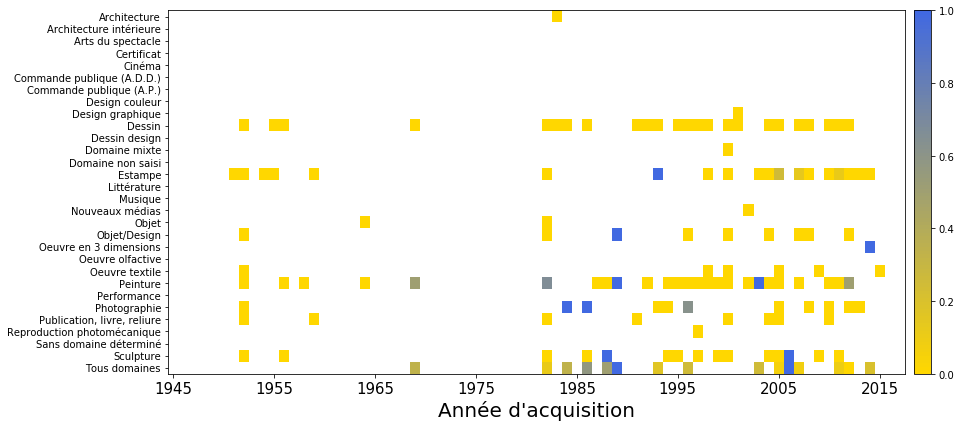 Architecture
Architecture intérieure
Arts du spectacle
Certificat
Cinéma
Commande publique (A.D.D.)
Commande publique (A.P.)
Design couleur
Design graphique
Dessin
Dessin design
Domaine mixte
Domaine non saisi
Estampe
Littérature
Musique
Nouveaux médias
Objet
Objet/Design
Oeuvre en 3 dimensions
Oeuvre olfactive
Oeuvre textile
Peinture
Performance
Photographie
Publication, livre, reliure
Reproduction photomécanique
Sans domaine déterminé
Sculpture
Tous domaines
1945 1955 1965 1975 1985 1995 2005 2015
Année d'acquisition
1.0
0.8
0.6
0.4
0.2
0.0